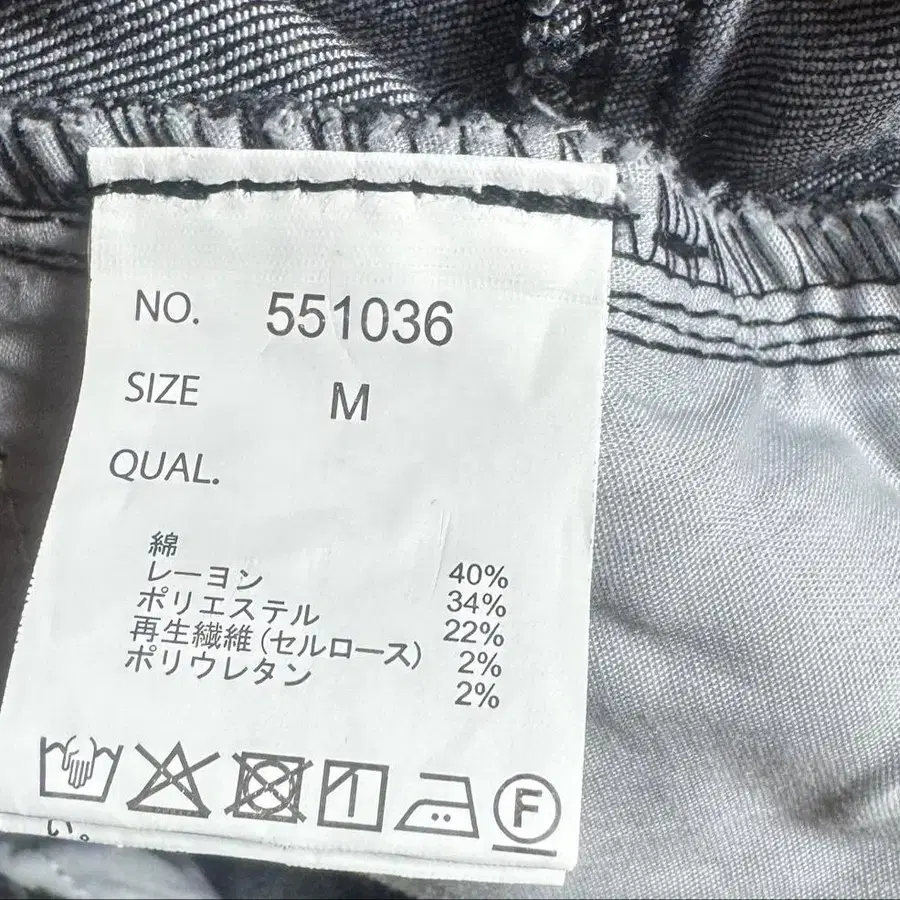 NO. 551036
SIZE M
QUAL.
綿 40%
レーヨン 34%
ポリエステル 22%
再生繊維(セルロース) 2%
ポリウレタン 2%
F
い。